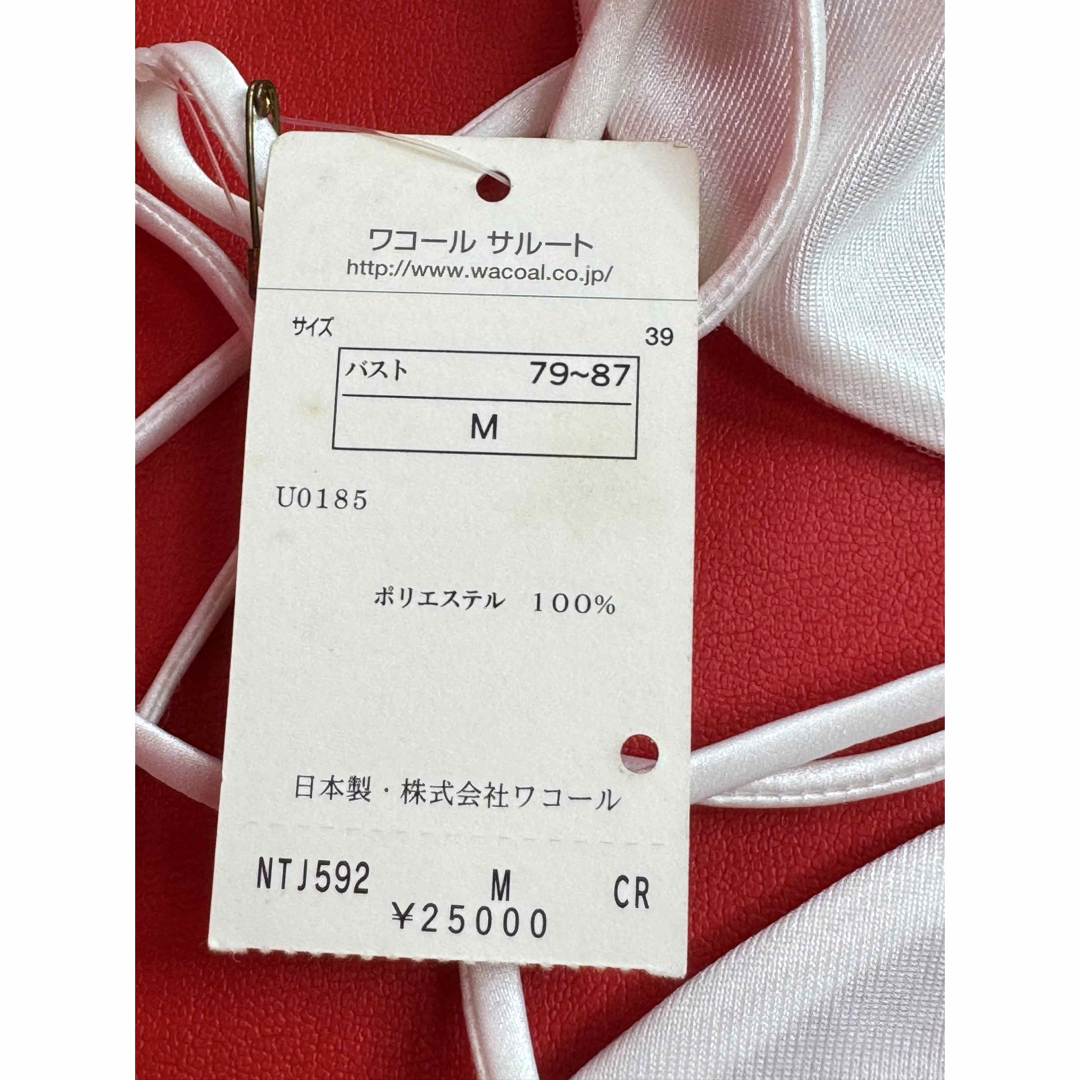 ワコール サルート
http://www.wacoal.co.jp/
サイズ 39
バスト 79~87
M
U0185
ポリエステル 100%
日本製・株式会社ワコール
NTJ592 M CR
¥25000